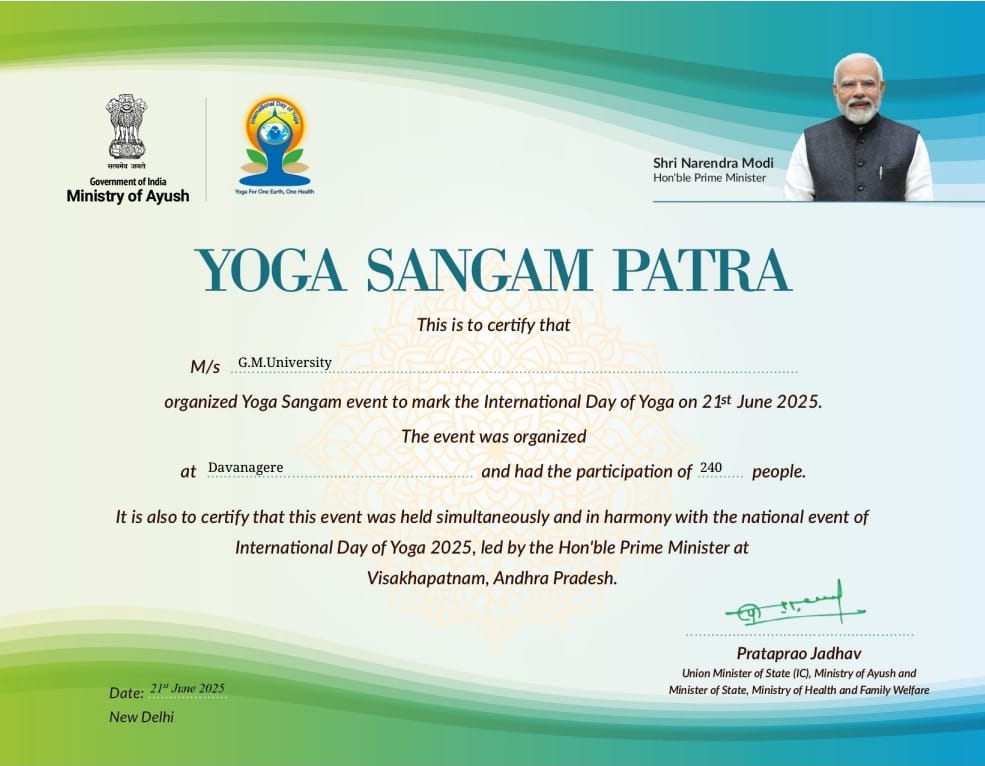 सत्यमेव जयते
Government of India
Ministry of Ayush
International Day of Yoga
Yoga For One Earth, One Health
Shri Narendra Modi
Hon'ble Prime Minister
YOGA SANGAM PATRA
This is to certify that
M/s G.M.University
organized Yoga Sangam event to mark the International Day of Yoga on 21st June 2025.
The event was organized
at Davanagere and had the participation of 240 people.
It is also to certify that this event was held simultaneously and in harmony with the national event of
International Day of Yoga 2025, led by the Hon'ble Prime Minister at
Visakhapatnam, Andhra Pradesh.
Prataprao Jadhav
Union Minister of State (IC), Ministry of Ayush and
Minister of State, Ministry of Health and Family Welfare
Date: 21st June 2025
New Delhi